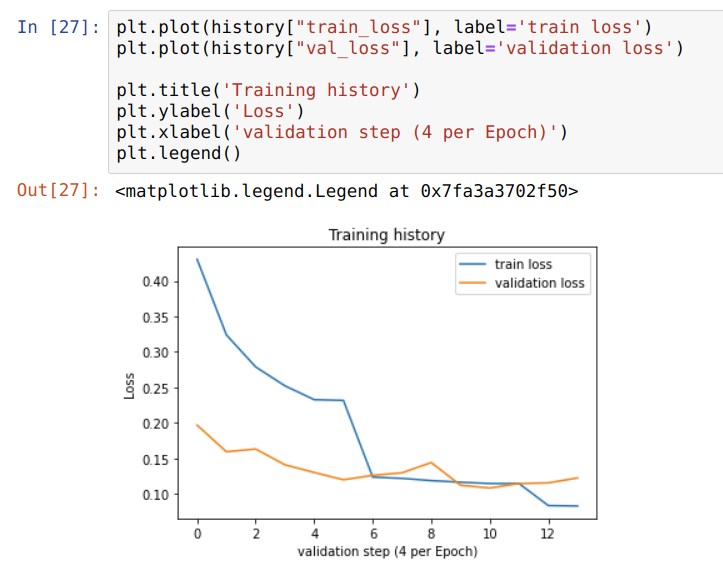 In [27]: plt.plot(history["train_loss"], label='train loss')
plt.plot(history["val_loss"], label='validation loss')
plt.title('Training history')
plt.ylabel('Loss')
plt.xlabel('validation step (4 per Epoch)')
plt.legend()
Out[27]: <matplotlib.legend.Legend at 0x7fa3a3702f50>
Training history
train loss
validation loss
0.40
0.35
0.30
0.25
0.20
0.15
0.10
Loss
0 2 4 6 8 10 12
validation step (4 per Epoch)